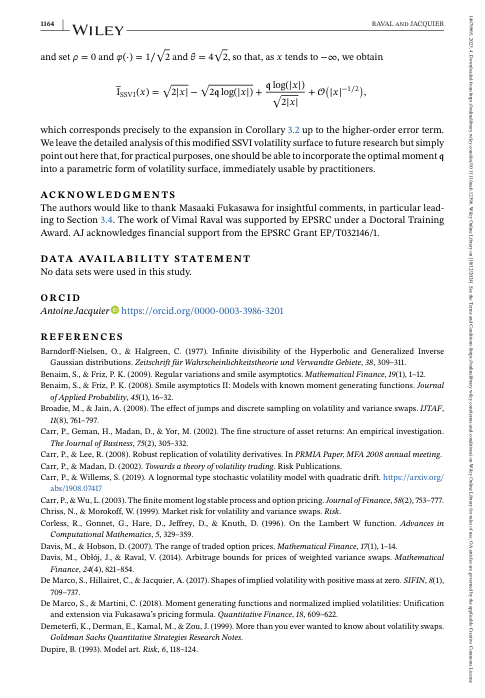 1164
WILEY
RAVAL AND JACQUIER
and set ρ = 0 and φ(·) = 1/√2 and θ = 4√2, so that, as x tends to −∞, we obtain
Ī_SSVI(x) = √(2|x|) − √(2𝔮 log(|x|)) + 𝔮 log(|x|)/√(2|x|) + 𝒪(|x|^{−1/2}),
which corresponds precisely to the expansion in Corollary 3.2 up to the higher-order error term.
We leave the detailed analysis of this modified SSVI volatility surface to future research but simply
point out here that, for practical purposes, one should be able to incorporate the optimal moment 𝔮
into a parametric form of volatility surface, immediately usable by practitioners.
ACKNOWLEDGMENTS
The authors would like to thank Masaaki Fukasawa for insightful comments, in particular lead-
ing to Section 3.4. The work of Vimal Raval was supported by EPSRC under a Doctoral Training
Award. AJ acknowledges financial support from the EPSRC Grant EP/T032146/1.
DATA AVAILABILITY STATEMENT
No data sets were used in this study.
ORCID
Antoine Jacquier iD https://orcid.org/0000-0003-3986-3201
REFERENCES
Barndorff-Nielsen, O., & Halgreen, C. (1977). Infinite divisibility of the Hyperbolic and Generalized Inverse
Gaussian distributions. Zeitschrift für Wahrscheinlichkeitstheorie und Verwandte Gebiete, 38, 309–311.
Benaim, S., & Friz, P. K. (2009). Regular variations and smile asymptotics. Mathematical Finance, 19(1), 1–12.
Benaim, S., & Friz, P. K. (2008). Smile asymptotics II: Models with known moment generating functions. Journal
of Applied Probability, 45(1), 16–32.
Broadie, M., & Jain, A. (2008). The effect of jumps and discrete sampling on volatility and variance swaps. IJTAF,
11(8), 761–797.
Carr, P., Geman, H., Madan, D., & Yor, M. (2002). The fine structure of asset returns: An empirical investigation.
The Journal of Business, 75(2), 305–332.
Carr, P., & Lee, R. (2008). Robust replication of volatility derivatives. In PRMIA Paper, MFA 2008 annual meeting.
Carr, P., & Madan, D. (2002). Towards a theory of volatility trading. Risk Publications.
Carr, P., & Willems, S. (2019). A lognormal type stochastic volatility model with quadratic drift. https://arxiv.org/
abs/1908.07417
Carr, P., & Wu, L. (2003). The finite moment log stable process and option pricing. Journal of Finance, 58(2), 753–777.
Chriss, N., & Morokoff, W. (1999). Market risk for volatility and variance swaps. Risk.
Corless, R., Gonnet, G., Hare, D., Jeffrey, D., & Knuth, D. (1996). On the Lambert W function. Advances in
Computational Mathematics, 5, 329–359.
Davis, M., & Hobson, D. (2007). The range of traded option prices. Mathematical Finance, 17(1), 1–14.
Davis, M., Obłój, J., & Raval, V. (2014). Arbitrage bounds for prices of weighted variance swaps. Mathematical
Finance, 24(4), 821–854.
De Marco, S., Hillairet, C., & Jacquier, A. (2017). Shapes of implied volatility with positive mass at zero. SIFIN, 8(1),
709–737.
De Marco, S., & Martini, C. (2018). Moment generating functions and normalized implied volatilities: Unification
and extension via Fukasawa's pricing formula. Quantitative Finance, 18, 609–622.
Demeterfi, K., Derman, E., Kamal, M., & Zou, J. (1999). More than you ever wanted to know about volatility swaps.
Goldman Sachs Quantitative Strategies Research Notes.
Dupire, B. (1993). Model art. Risk, 6, 118–124.